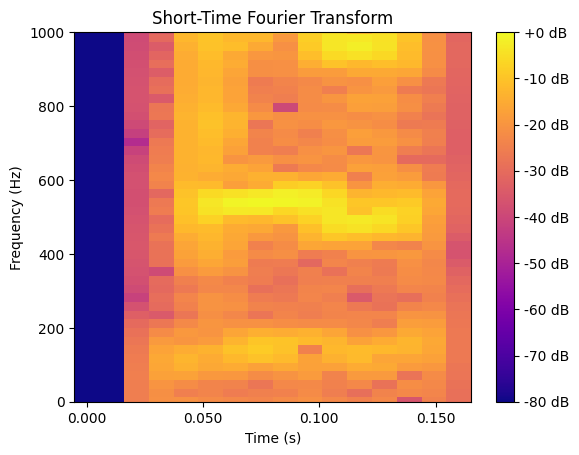 Short-Time Fourier Transform
1000
800
600
400
200
0
Frequency (Hz)
0.000
0.050
0.100
0.150
Time (s)
+0 dB
-10 dB
-20 dB
-30 dB
-40 dB
-50 dB
-60 dB
-70 dB
-80 dB